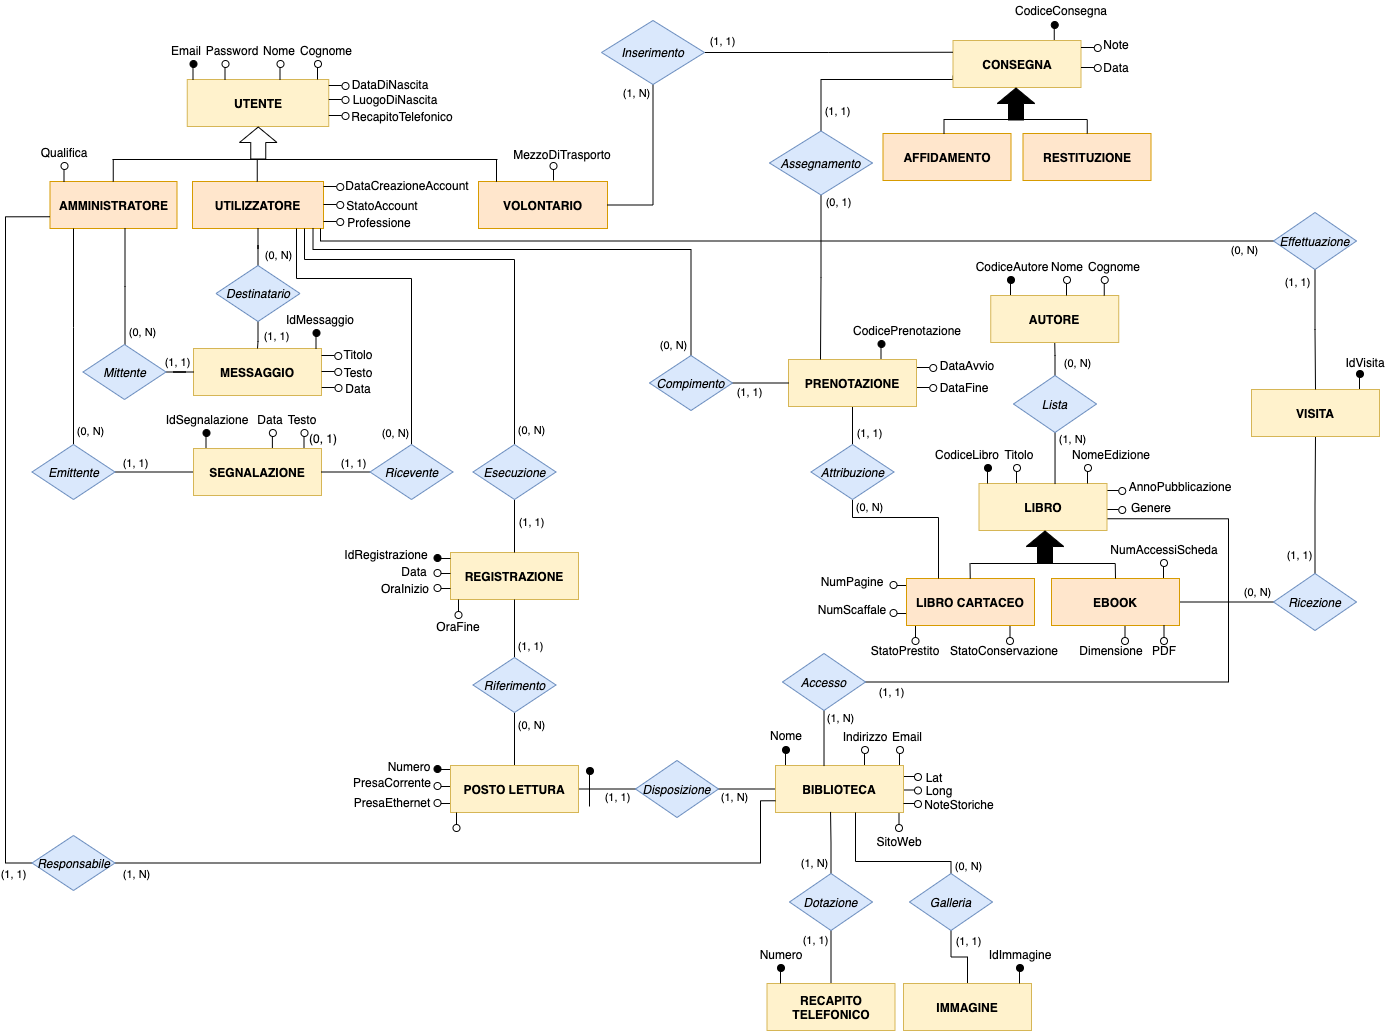 CodiceConsegna
Inserimento
(1, 1)
Note
CONSEGNA
Data
Email
Password
Nome
Cognome
DataDiNascita
LuogoDiNascita
RecapitoTelefonico
UTENTE
(1, N)
(1, 1)
Qualifica
MezzoDiTrasporto
Assegnamento
AFFIDAMENTO
RESTITUZIONE
AMMINISTRATORE
UTILIZZATORE
DataCreazioneAccount
StatoAccount
Professione
VOLONTARIO
(0, 1)
(0, N)
Effettuazione
(0, N)
Destinatario
CodiceAutore
Nome
Cognome
(1, 1)
IdMessaggio
AUTORE
(0, N)
(1, 1)
CodicePrenotazione
(0, N)
Mittente
(1, 1)
MESSAGGIO
Titolo
Testo
Data
(0, N)
Compimento
(1, 1)
PRENOTAZIONE
DataAvvio
DataFine
IdVisita
Lista
VISITA
IdSegnalazione
Data
Testo
(0, 1)
(0, N)
(0, N)
(0, N)
(1, 1)
(1, N)
Emittente
(1, 1)
SEGNALAZIONE
(1, 1)
Ricevente
Esecuzione
Attribuzione
CodiceLibro
Titolo
NomeEdizione
AnnoPubblicazione
Genere
LIBRO
(1, 1)
(0, N)
IdRegistrazione
Data
OraInizio
REGISTRAZIONE
OraFine
NumAccessiScheda
(1, 1)
NumPagine
NumScaffale
LIBRO CARTACEO
EBOOK
(0, N)
Ricezione
StatoPrestito
StatoConservazione
Dimensione
PDF
(1, 1)
Riferimento
Accesso
(1, 1)
(0, N)
(1, N)
Nome
Indirizzo
Email
Numero
PresaCorrente
PresaEthernet
POSTO LETTURA
(1, 1)
Disposizione
(1, N)
BIBLIOTECA
Lat
Long
NoteStoriche
SitoWeb
(1, 1)
Responsabile
(1, N)
(1, N)
(0, N)
Dotazione
Galleria
(1, 1)
(1, 1)
Numero
IdImmagine
RECAPITO
TELEFONICO
IMMAGINE